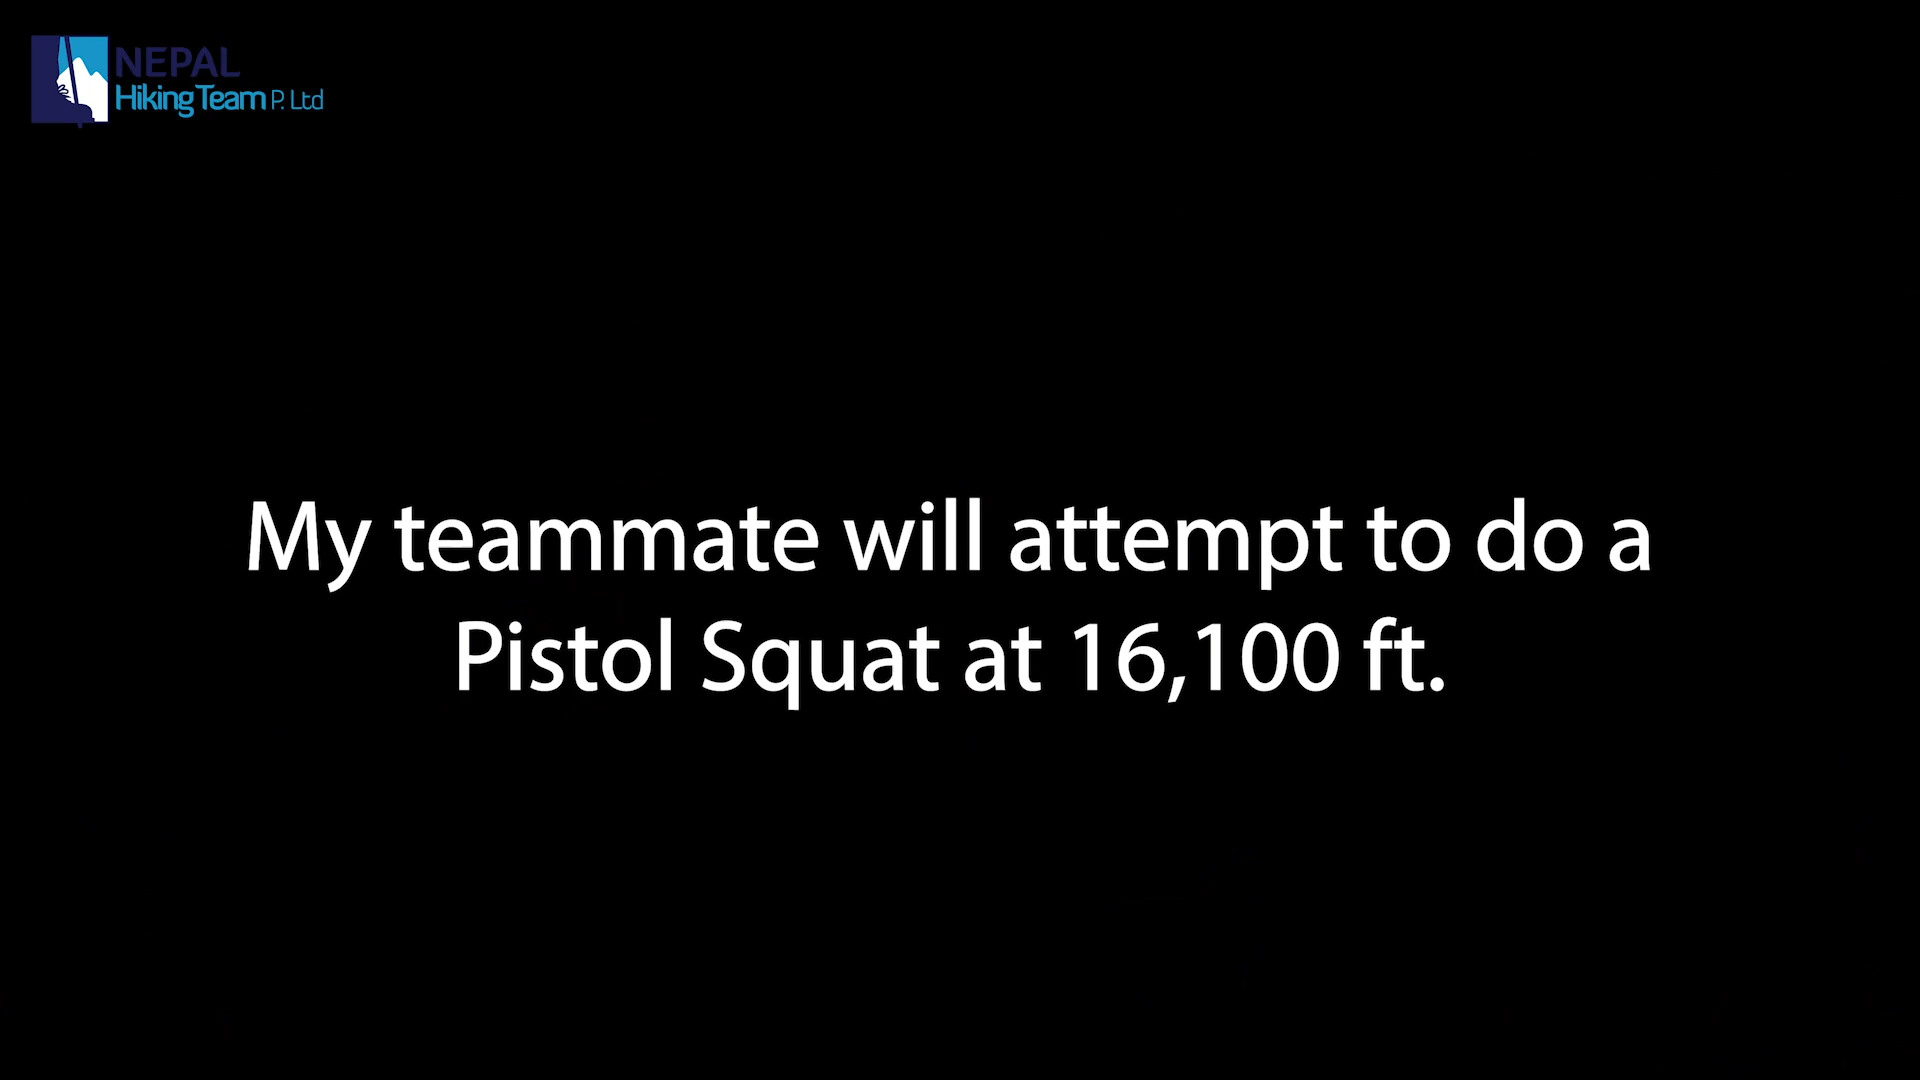 NEPAL
Hiking Team P. Ltd
My teammate will attempt to do a
Pistol Squat at 16,100 ft.